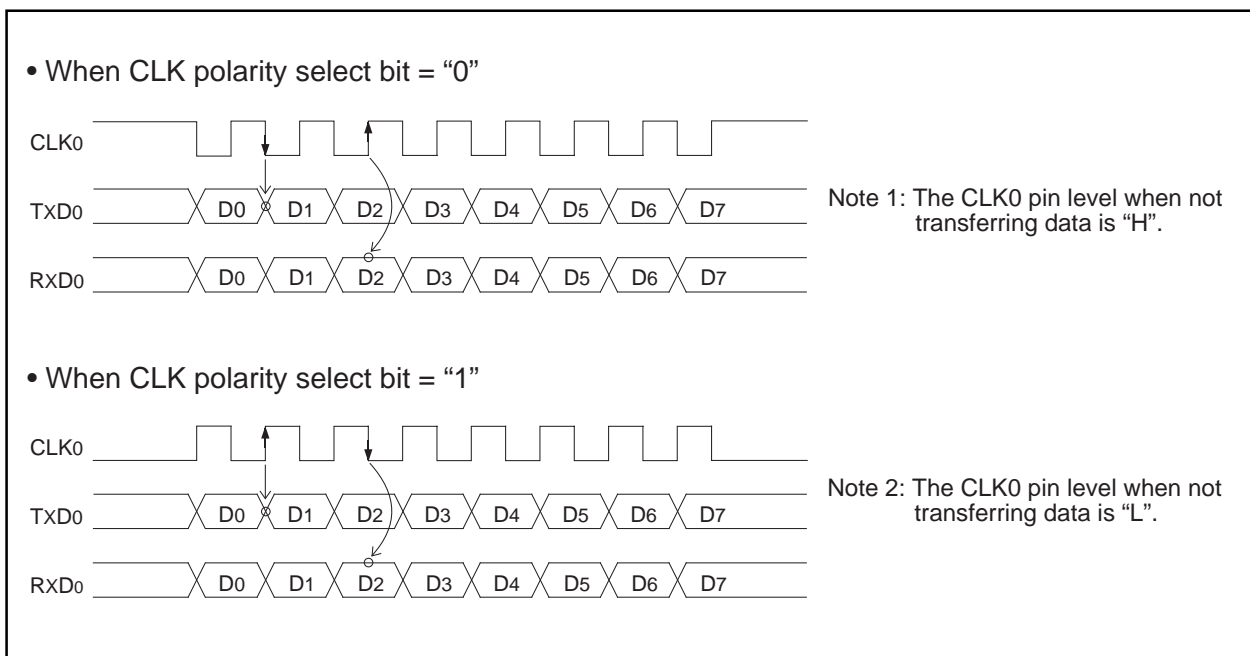 • When CLK polarity select bit = “0”
CLK0
TXD0 D0 D1 D2 D3 D4 D5 D6 D7
RXD0 D0 D1 D2 D3 D4 D5 D6 D7
Note 1: The CLK0 pin level when not
transferring data is “H”.
• When CLK polarity select bit = “1”
CLK0
TXD0 D0 D1 D2 D3 D4 D5 D6 D7
RXD0 D0 D1 D2 D3 D4 D5 D6 D7
Note 2: The CLK0 pin level when not
transferring data is “L”.